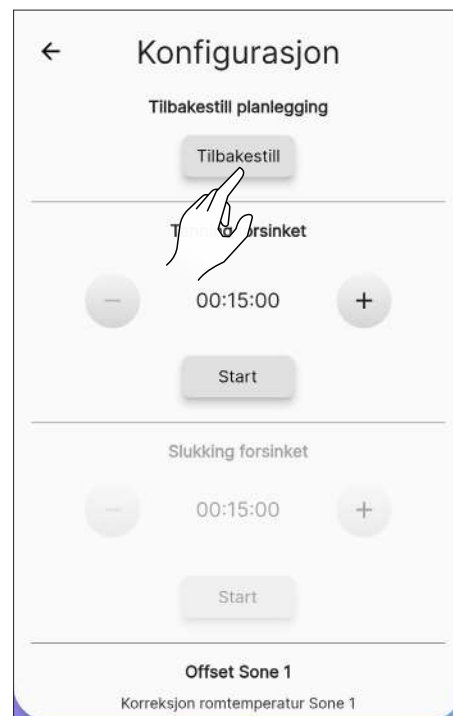 ← Konfigurasjon
Tilbakestill planlegging
Tilbakestill
forsinket
− 00:15:00 +
Start
Slukking forsinket
− 00:15:00 +
Start
Offset Sone 1
Korreksjon romtemperatur Sone 1